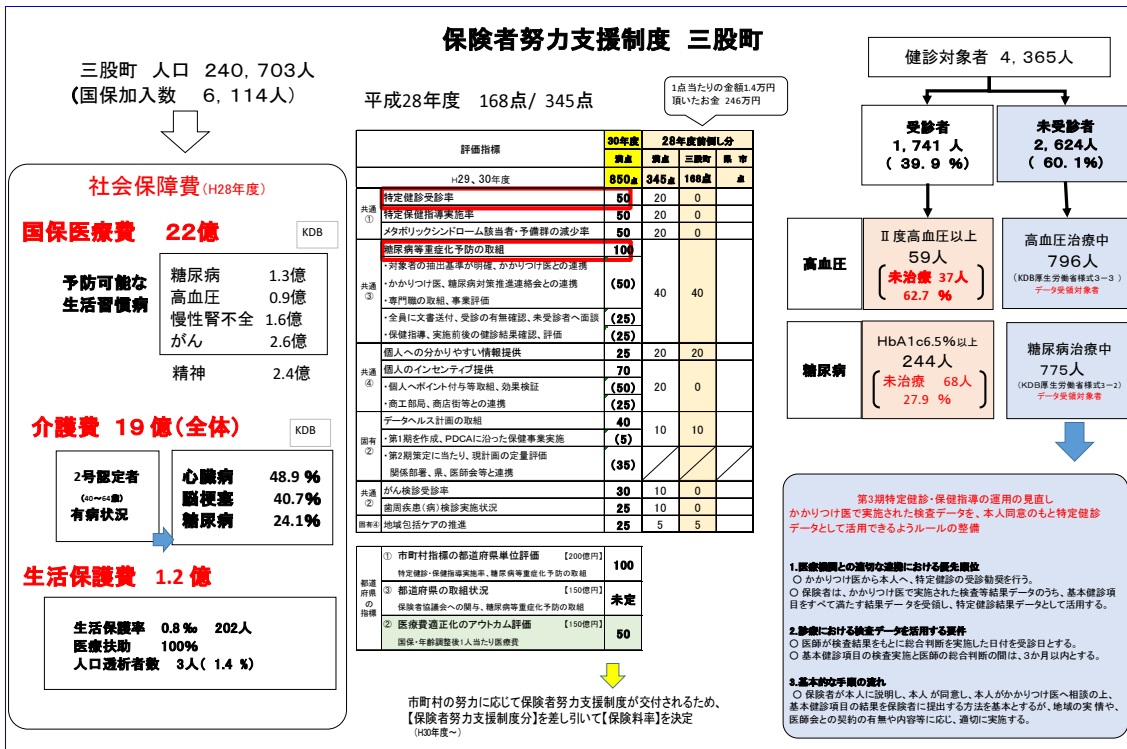 保険者努力支援制度 三股町
三股町 人口 240,703人
(国保加入数 6,114人)
社会保障費(H28年度)
国保医療費 22億
KDB
予防可能な
生活習慣病
糖尿病 1.3億
高血圧 0.9億
慢性腎不全 1.6億
がん 2.6億
精神 2.4億
介護費 19億(全体)
KDB
2号認定者
(40~64歳)
有病状況
心臓病 48.9%
脳梗塞 40.7%
糖尿病 24.1%
生活保護費 1.2億
生活保護率 0.8‰ 202人
医療扶助 100%
人口透析者数 3人( 1.4 %)
平成28年度 168点/ 345点
1点当たりの金額1.4万円
頂いたお金 246万円
評価指標 30年度 28年度前倒し分
満点 満点 三股町 県 市
H29、30年度 850点 345点 168点 点
共通① 特定健診受診率 50 20 0
特定保健指導実施率 50 20 0
メタボリックシンドローム該当者・予備群の減少率 50 20 0
共通③ 糖尿病等重症化予防の取組 100 40 40
・対象者の抽出基準が明確、かかりつけ医との連携 (50)
・かかりつけ医、糖尿病対策推進連絡会との連携
・専門職の取組、事業評価
・全員に文書送付、受診の有無確認、未受診者へ面談 (25)
・保健指導、実施前後の健診結果確認、評価 (25)
共通④ 個人への分かりやすい情報提供 25 20 20
個人のインセンティブ提供 70 20 0
・個人へポイント付与等取組、効果検証 (50)
・商工部局、商店街等との連携 (25)
固有② データヘルス計画の取組 40 10 10
・第1期を作成、PDCAに沿った保健事業実施 (5)
・第2期策定に当たり、現計画の定量評価 (35)
関係部署、県、医師会等と連携
共通② がん検診受診率 30 10 0
歯周疾患(病)検診実施状況 25 10 0
固有④ 地域包括ケアの推進 25 5 5
都道府県の指標
① 市町村指標の都道府県単位評価 【200億円】 100
特定健診・保健指導実施率、糖尿病等重症化予防の取組
③ 都道府県の取組状況 【150億円】 未定
保険者協議会への関与、糖尿病等重症化予防の取組
② 医療費適正化のアウトカム評価 【150億円】 50
国保・年齢調整後1人当たり医療費
市町村の努力に応じて保険者努力支援制度が交付されるため、
【保険者努力支援制度分】を差し引いて【保険料率】を決定
(H30年度~)
健診対象者 4,365人
受診者
1,741 人
( 39.9 %)
未受診者
2,624人
( 60.1%)
高血圧
Ⅱ度高血圧以上
59人
未治療 37人
62.7 %
高血圧治療中
796人
(KDB厚生労働省様式3-3 )
データ受領対象者
糖尿病
HbA1c6.5%以上
244人
未治療 68人
27.9 %
糖尿病治療中
775人
(KDB厚生労働省様式3-2)
データ受領対象者
第3期特定健診・保健指導の運用の見直し
かかりつけ医で実施された検査データを、本人同意のもと特定健診
データとして活用できるようルールの整備
1.医療機関との適切な連携における優先順位
○ かかりつけ医から本人へ、特定健診の受診勧奨を行う。
○ 保険者は、かかりつけ医で実施された検査等結果データのうち、基本健診項
目をすべて満たす結果データを受領し、特定健診結果データとして活用する。
2.診療における検査データを活用する要件
○ 医師が検査結果をもとに総合判断を実施した日付を受診日とする。
○ 基本健診項目の検査実施と医師の総合判断の間は、3か月以内とする。
3.基本的な手順の流れ
○ 保険者が本人に説明し、本人が同意し、本人がかかりつけ医へ相談の上、
基本健診項目の結果を保険者に提出する方法を基本とするが、地域の実情や、
医師会との契約の有無や内容等に応じ、適切に実施する。